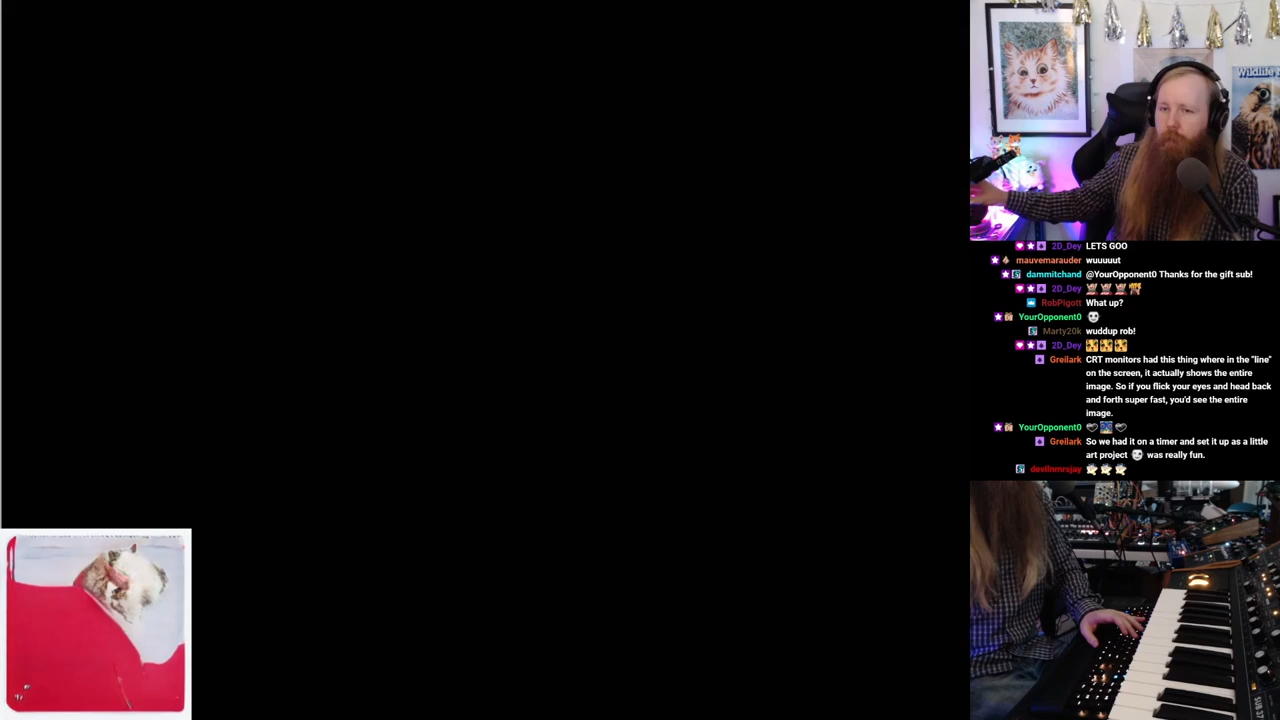 Wildlife
2D_Dey LETS GOO
mauvemarauder wuuuuut
dammitchand @YourOpponent0 Thanks for the gift sub!
2D_Dey
RobPigott What up?
YourOpponent0
Marty20k wuddup rob!
2D_Dey
Greilark CRT monitors had this thing where in the "line"
on the screen, it actually shows the entire
image. So if you flick your eyes and head back
and forth super fast, you'd see the entire
image.
YourOpponent0
Greilark So we had it on a timer and set it up as a little
art project was really fun.
devilnmrsjay